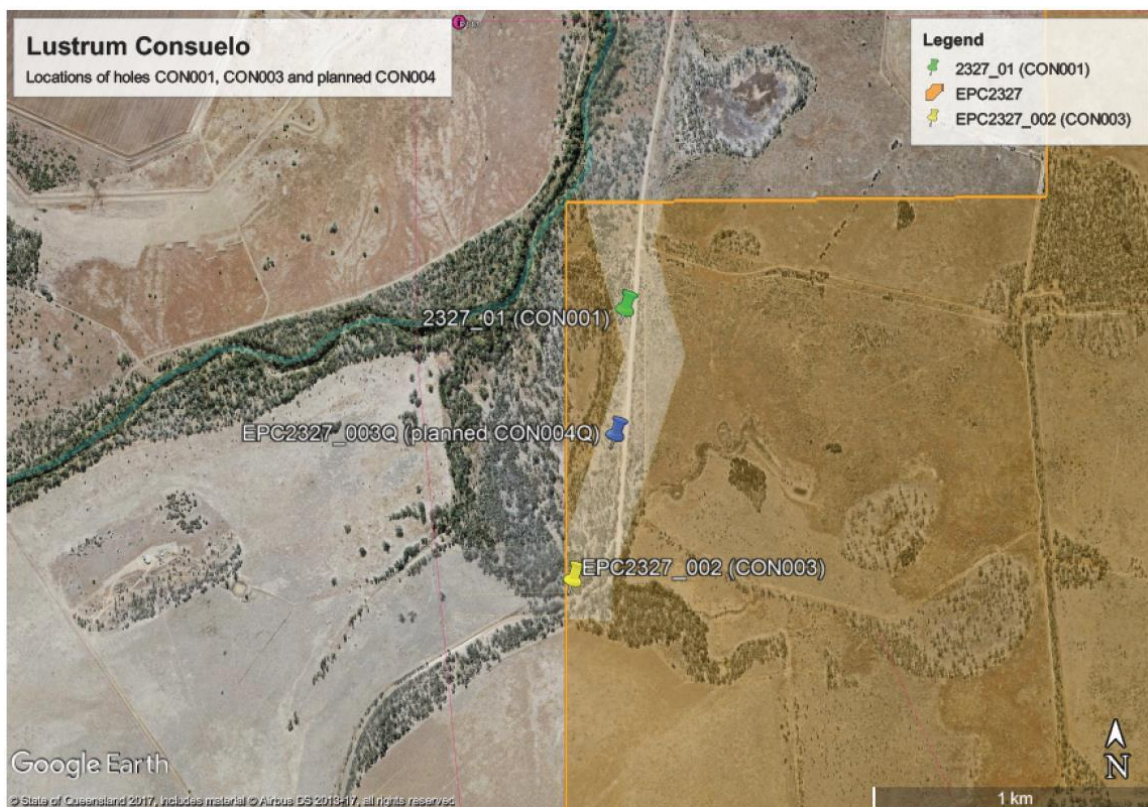 Lustrum Consuelo
Locations of holes CON001, CON003 and planned CON004
Legend
2327_01 (CON001)
EPC2327
EPC2327_002 (CON003)
2327_01 (CON001)
EPC2327_003Q (planned CON004Q)
EPC2327_002 (CON003)
Google Earth
N
© State of Queensland 2017, Includes material © Airbus DS 2013-17, all rights reserved
1 km